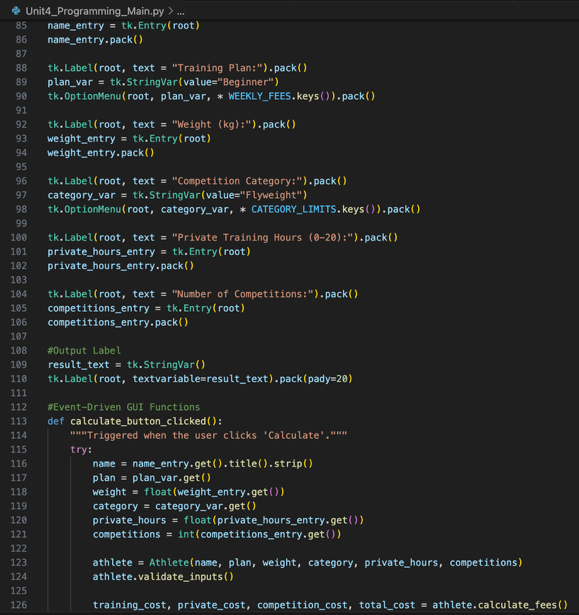 Unit4_Programming_Main.py > ...
85 name_entry = tk.Entry(root)
86 name_entry.pack()
87
88 tk.Label(root, text = "Training Plan:").pack()
89 plan_var = tk.StringVar(value="Beginner")
90 tk.OptionMenu(root, plan_var, * WEEKLY_FEES.keys()).pack()
91
92 tk.Label(root, text = "Weight (kg):").pack()
93 weight_entry = tk.Entry(root)
94 weight_entry.pack()
95
96 tk.Label(root, text = "Competition Category:").pack()
97 category_var = tk.StringVar(value="Flyweight")
98 tk.OptionMenu(root, category_var, * CATEGORY_LIMITS.keys()).pack()
99
100 tk.Label(root, text = "Private Training Hours (0-20):").pack()
101 private_hours_entry = tk.Entry(root)
102 private_hours_entry.pack()
103
104 tk.Label(root, text = "Number of Competitions:").pack()
105 competitions_entry = tk.Entry(root)
106 competitions_entry.pack()
107
108 #Output Label
109 result_text = tk.StringVar()
110 tk.Label(root, textvariable=result_text).pack(pady=20)
111
112 #Event-Driven GUI Functions
113 def calculate_button_clicked():
114     """Triggered when the user clicks 'Calculate'."""
115     try:
116         name = name_entry.get().title().strip()
117         plan = plan_var.get()
118         weight = float(weight_entry.get())
119         category = category_var.get()
120         private_hours = float(private_hours_entry.get())
121         competitions = int(competitions_entry.get())
122
123         athlete = Athlete(name, plan, weight, category, private_hours, competitions)
124         athlete.validate_inputs()
125
126         training_cost, private_cost, competition_cost, total_cost = athlete.calculate_fees()